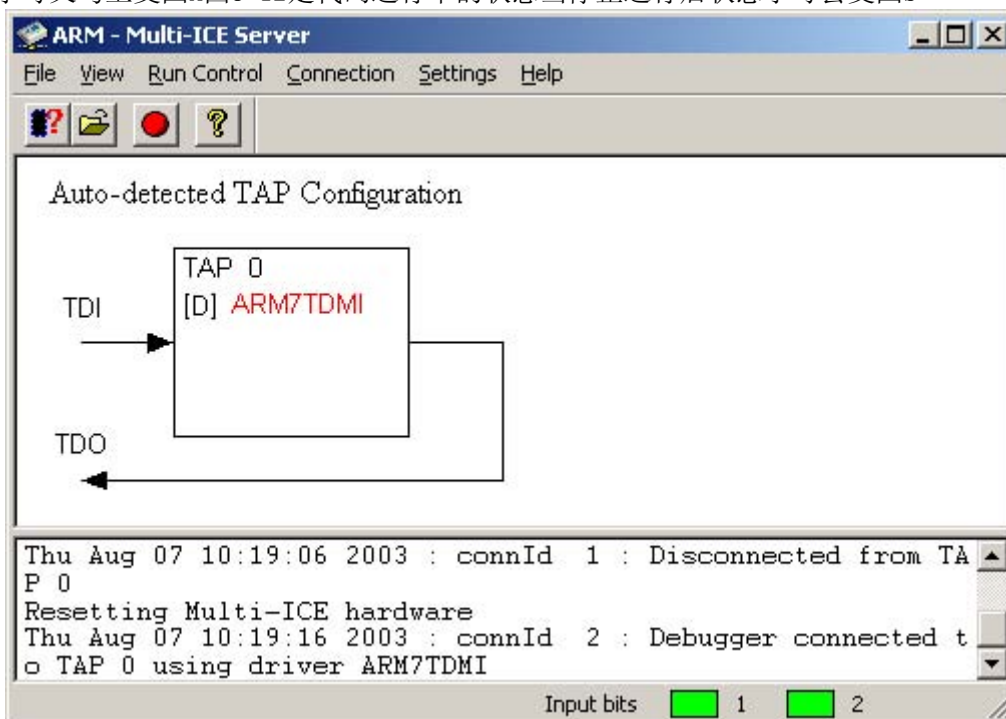 ARM - Multi-ICE Server
File View Run Control Connection Settings Help
Auto-detected TAP Configuration
TAP 0
[D] ARM7TDMI
TDI
TDO
Thu Aug 07 10:19:06 2003 : connId 1 : Disconnected from TA
P 0
Resetting Multi-ICE hardware
Thu Aug 07 10:19:16 2003 : connId 2 : Debugger connected t
o TAP 0 using driver ARM7TDMI
Input bits 1 2